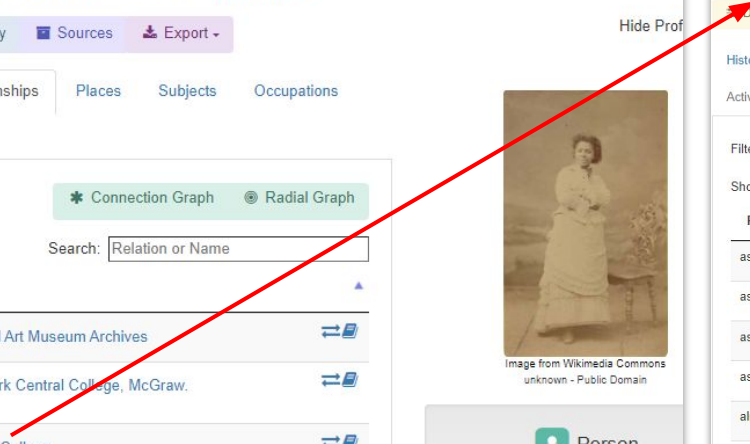 Sources
Export
Hide Prof
nships
Places
Subjects
Occupations
Connection Graph
Radial Graph
Search:
Relation or Name
Art Museum Archives
rk Central College, McGraw.
Image from Wikimedia Commons
unknown - Public Domain
Person
Histo
Activ
Filte
Sho
as
as
as
as
al